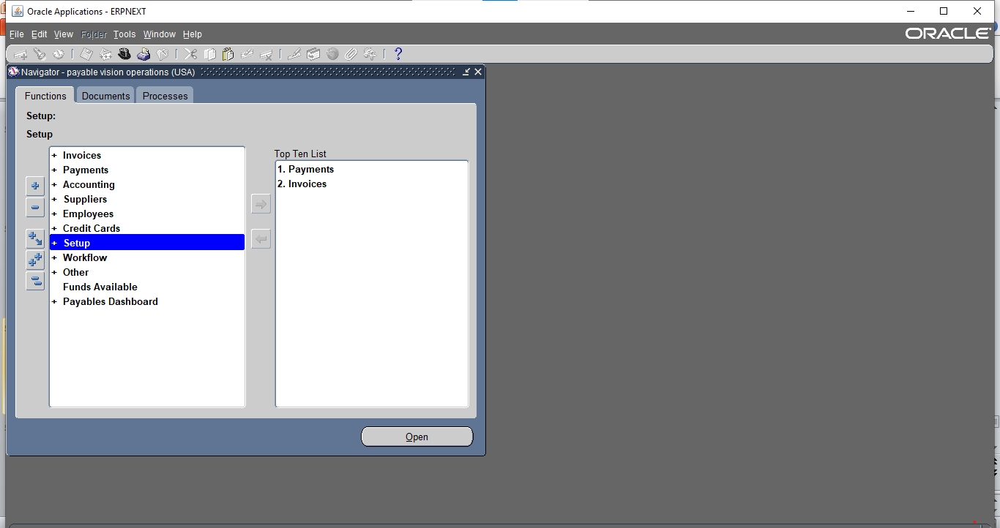 Oracle Applications - ERPNEXT
File Edit View Folder Tools Window Help
ORACLE
Navigator - payable vision operations (USA)
Functions Documents Processes
Setup:
Setup
Top Ten List
+ Invoices
+ Payments
+ Accounting
+ Suppliers
+ Employees
+ Credit Cards
+ Setup
+ Workflow
+ Other
Funds Available
+ Payables Dashboard
1. Payments
2. Invoices
Open